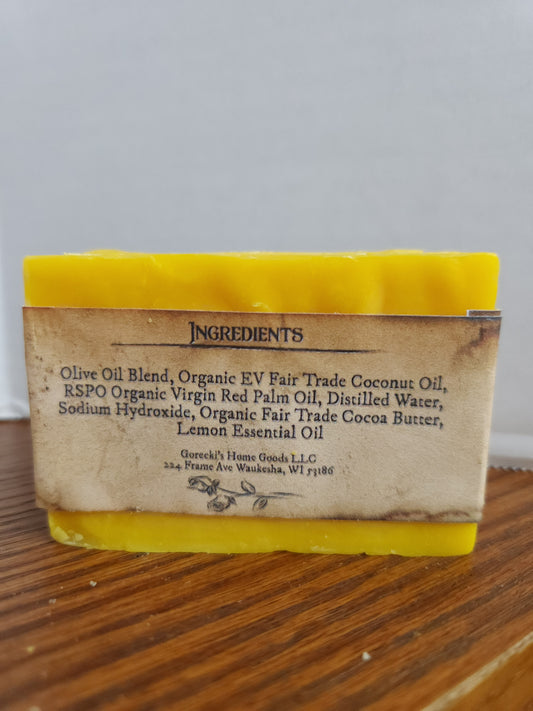 Ingredients
Olive Oil Blend, Organic EV Fair Trade Coconut Oil,
RSPO Organic Virgin Red Palm Oil, Distilled Water,
Sodium Hydroxide, Organic Fair Trade Cocoa Butter,
Lemon Essential Oil
Gorecki's Home Goods LLC
224 Frame Ave Waukesha, WI 53186